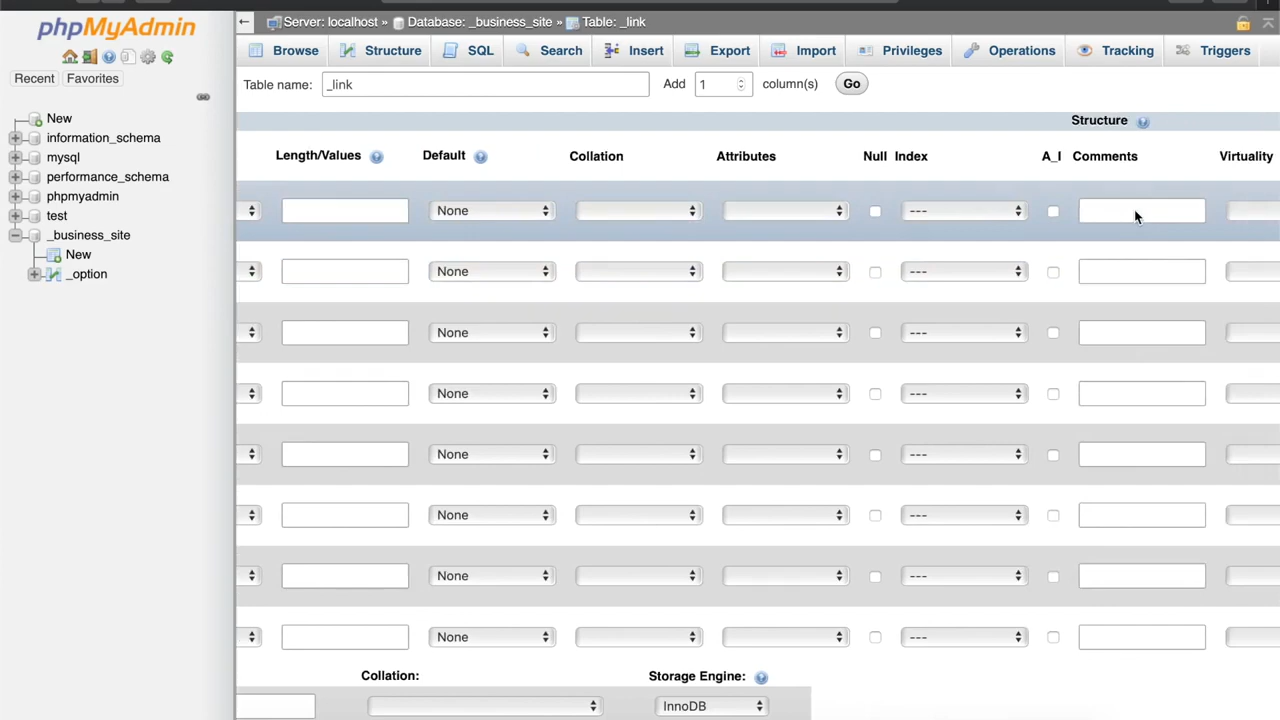 phpMyAdmin
Recent Favorites
New
information_schema
mysql
performance_schema
phpmyadmin
test
_business_site
New
_option
Server: localhost » Database: _business_site » Table: _link
Browse Structure SQL Search Insert Export Import Privileges Operations Tracking Triggers
Table name: _link Add 1 column(s) Go
Structure
Length/Values Default Collation Attributes Null Index A_I Comments Virtuality
None ---
None ---
None ---
None ---
None ---
None ---
None ---
None ---
Collation: Storage Engine:
InnoDB